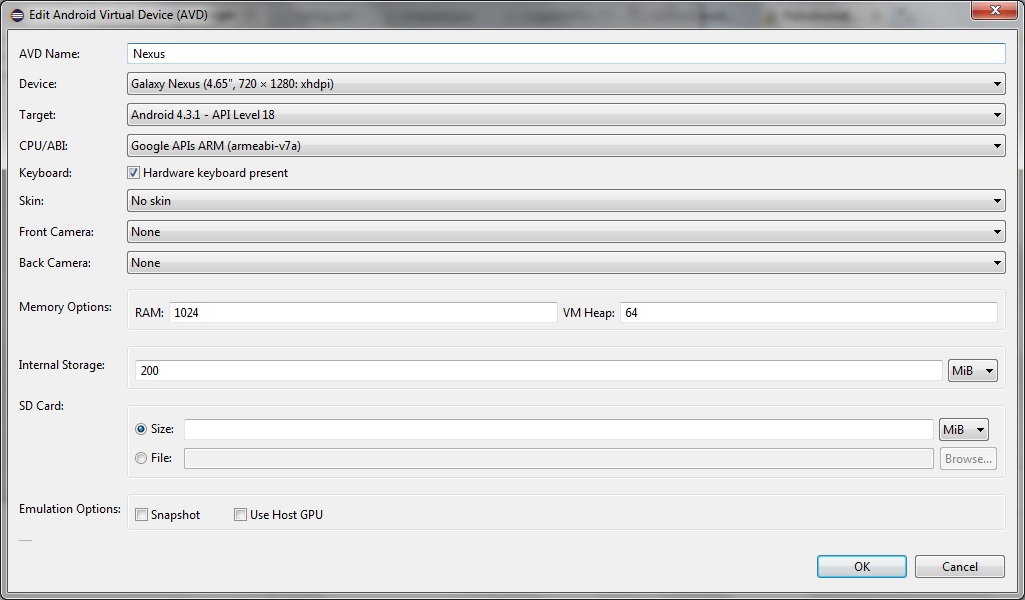 Edit Android Virtual Device (AVD)
AVD Name: Nexus
Device: Galaxy Nexus (4.65", 720 × 1280: xhdpi)
Target: Android 4.3.1 - API Level 18
CPU/ABI: Google APIs ARM (armeabi-v7a)
Keyboard: Hardware keyboard present
Skin: No skin
Front Camera: None
Back Camera: None
Memory Options: RAM: 1024 VM Heap: 64
Internal Storage: 200 MiB
SD Card:
Size: MiB
File: Browse...
Emulation Options: Snapshot Use Host GPU
OK Cancel